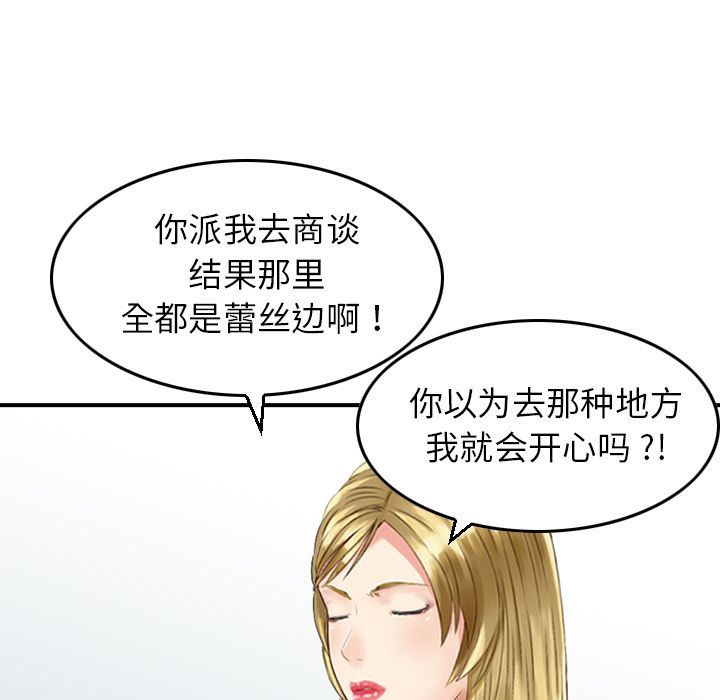 你派我去商谈
结果那里
全都是蕾丝边啊！
你以为去那种地方
我就会开心吗?!